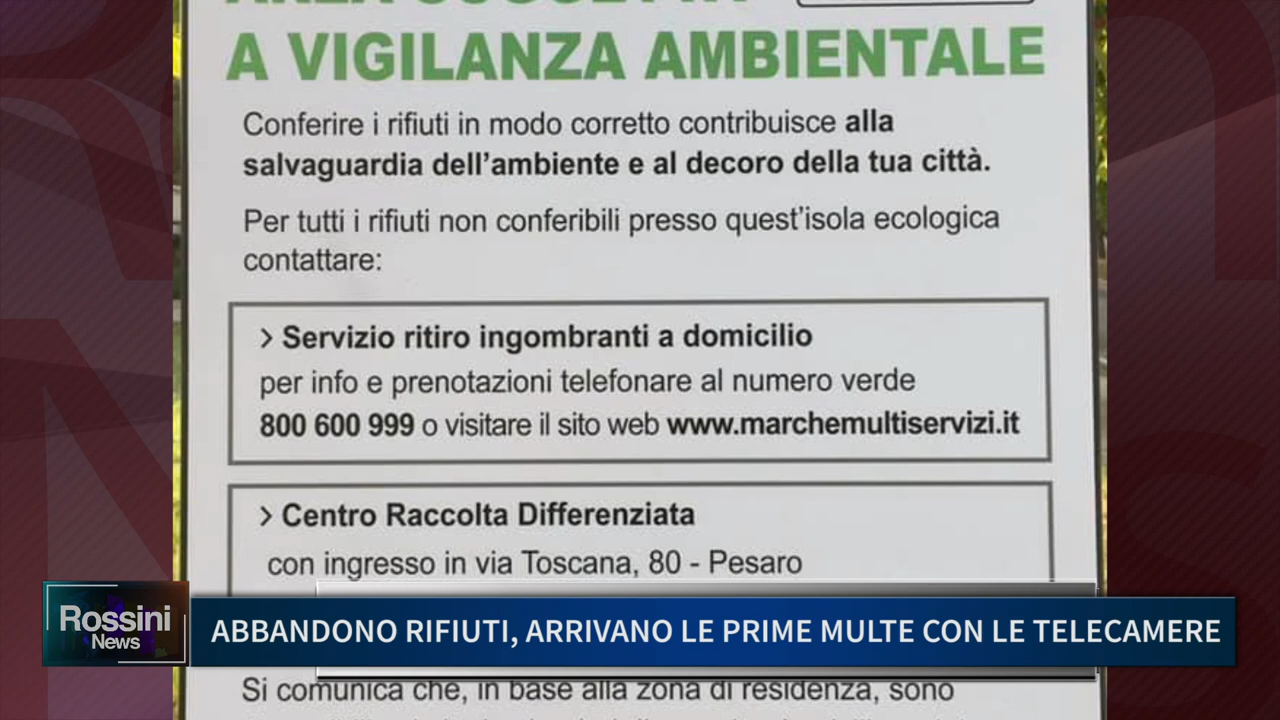 A VIGILANZA AMBIENTALE
Conferire i rifiuti in modo corretto contribuisce alla
salvaguardia dell'ambiente e al decoro della tua città.
Per tutti i rifiuti non conferibili presso quest'isola ecologica
contattare:
> Servizio ritiro ingombranti a domicilio
per info e prenotazioni telefonare al numero verde
800 600 999 o visitare il sito web www.marchemultiservizi.it
> Centro Raccolta Differenziata
con ingresso in via Toscana, 80 - Pesaro
Rossini
News
ABBANDONO RIFIUTI, ARRIVANO LE PRIME MULTE CON LE TELECAMERE
Si comunica che, in base alla zona di residenza, sono